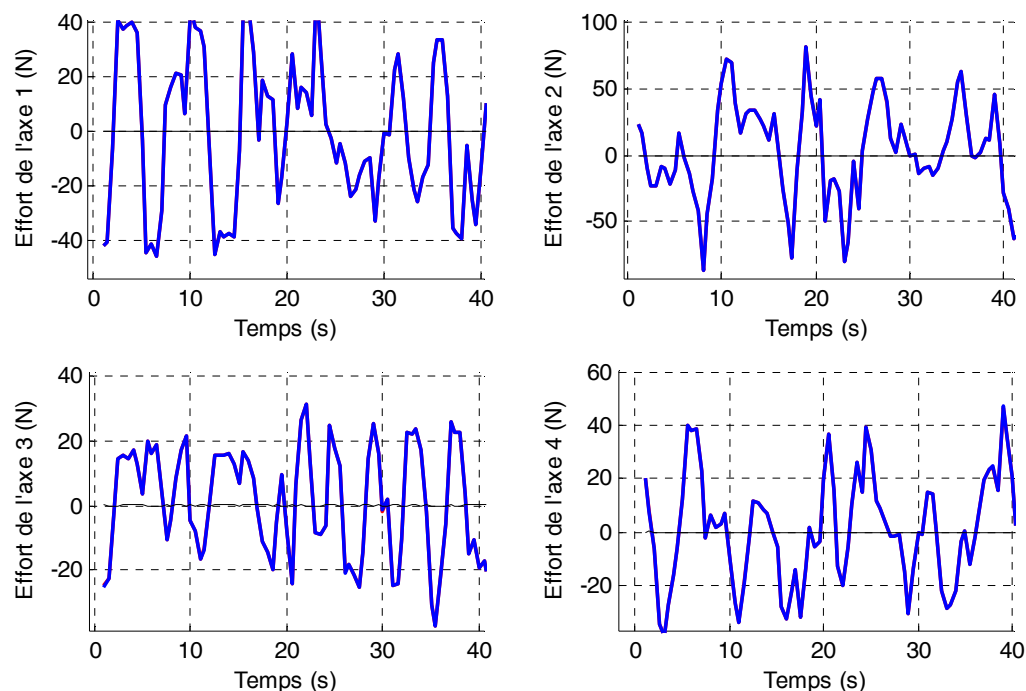 Effort de l'axe 1 (N)
40
20
0
-20
-40
0 10 20 30 40
Temps (s)
Effort de l'axe 2 (N)
100
50
0
-50
0 10 20 30 40
Temps (s)
Effort de l'axe 3 (N)
40
20
0
-20
0 10 20 30 40
Temps (s)
Effort de l'axe 4 (N)
60
40
20
0
-20
0 10 20 30 40
Temps (s)